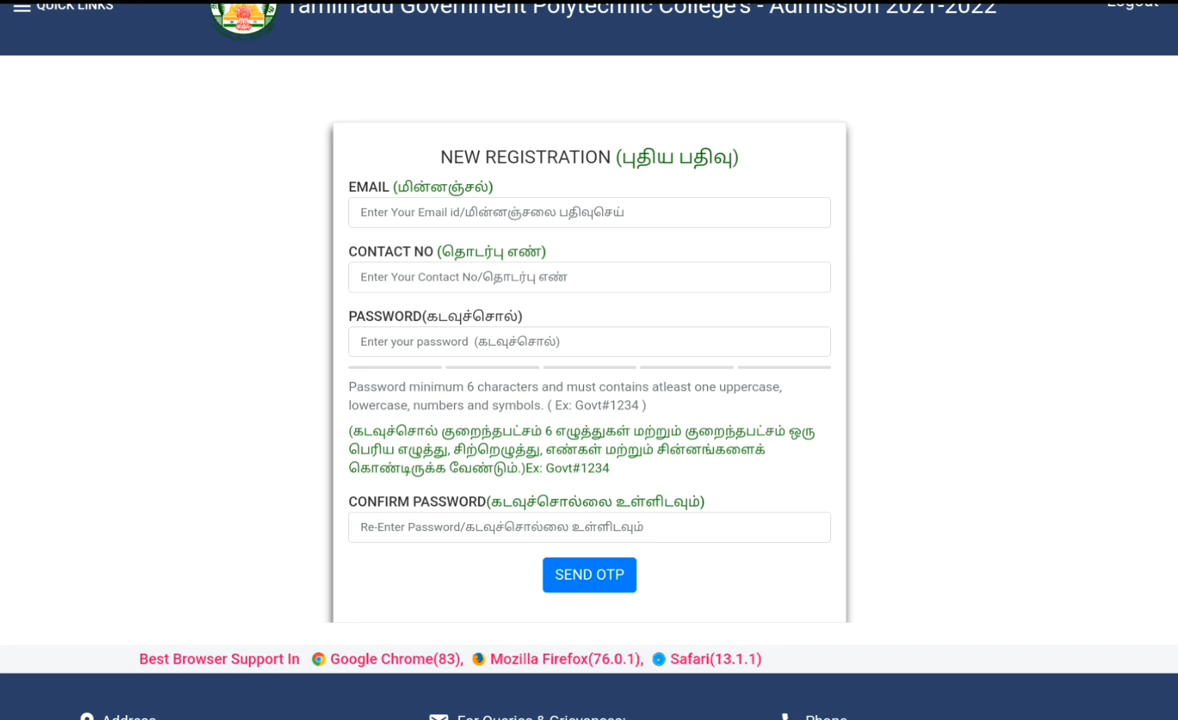 QUICK LINKS
Tamilnadu Government Polytechnic College's - Admission 2021-2022
Logout
NEW REGISTRATION (புதிய பதிவு)
EMAIL (மின்னஞ்சல்)
Enter Your Email id/மின்னஞ்சலை பதிவுசெய்
CONTACT NO (தொடர்பு எண்)
Enter Your Contact No/தொடர்பு எண்
PASSWORD(கடவுச்சொல்)
Enter your password (கடவுச்சொல்)
Password minimum 6 characters and must contains atleast one uppercase,
lowercase, numbers and symbols. ( Ex: Govt#1234 )
(கடவுச்சொல் குறைந்தபட்சம் 6 எழுத்துகள் மற்றும் குறைந்தபட்சம் ஒரு
பெரிய எழுத்து, சிற்றெழுத்து, எண்கள் மற்றும் சின்னங்களைக்
கொண்டிருக்க வேண்டும்.)Ex: Govt#1234
CONFIRM PASSWORD(கடவுச்சொல்லை உள்ளிடவும்)
Re-Enter Password/கடவுச்சொல்லை உள்ளிடவும்
SEND OTP
Best Browser Support In Google Chrome(83), Mozilla Firefox(76.0.1), Safari(13.1.1)
Address
For Queries & Grievances:
Phone